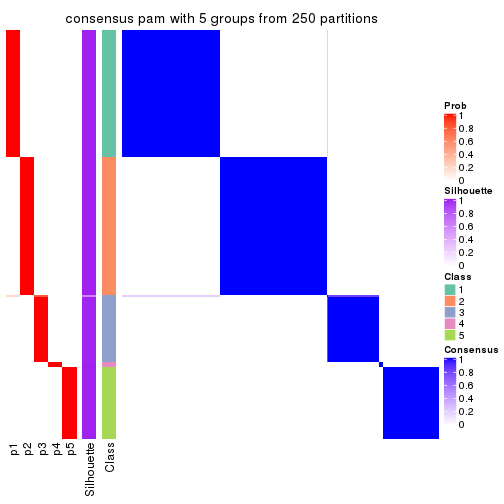 consensus pam with 5 groups from 250 partitions
Prob
1
0.8
0.6
0.4
0.2
0
Silhouette
1
0.8
0.6
0.4
0.2
0
Class
1
2
3
4
5
Consensus
1
0.8
0.6
0.4
0.2
0
p1
p2
p3
p4
p5
Silhouette
Class